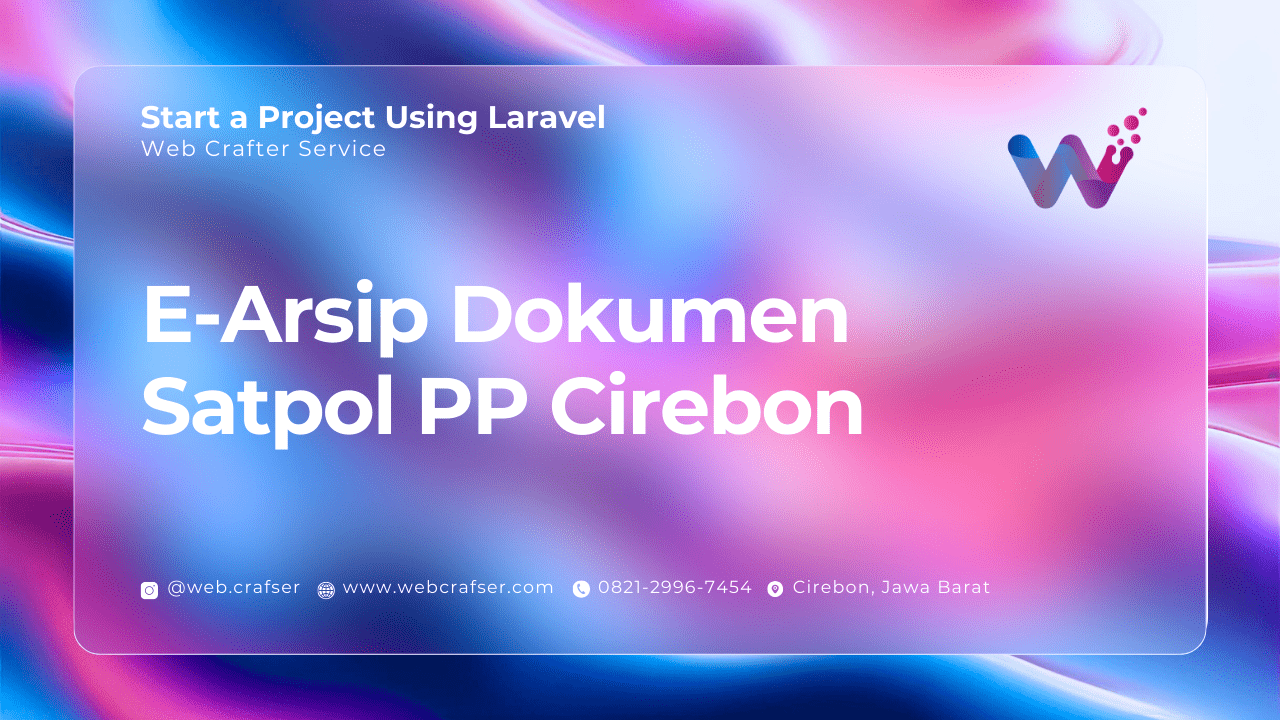 Start a Project Using Laravel
Web Crafter Service
E-Arsip Dokumen
Satpol PP Cirebon
@web.crafser www.webcrafser.com 0821-2996-7454 Cirebon, Jawa Barat